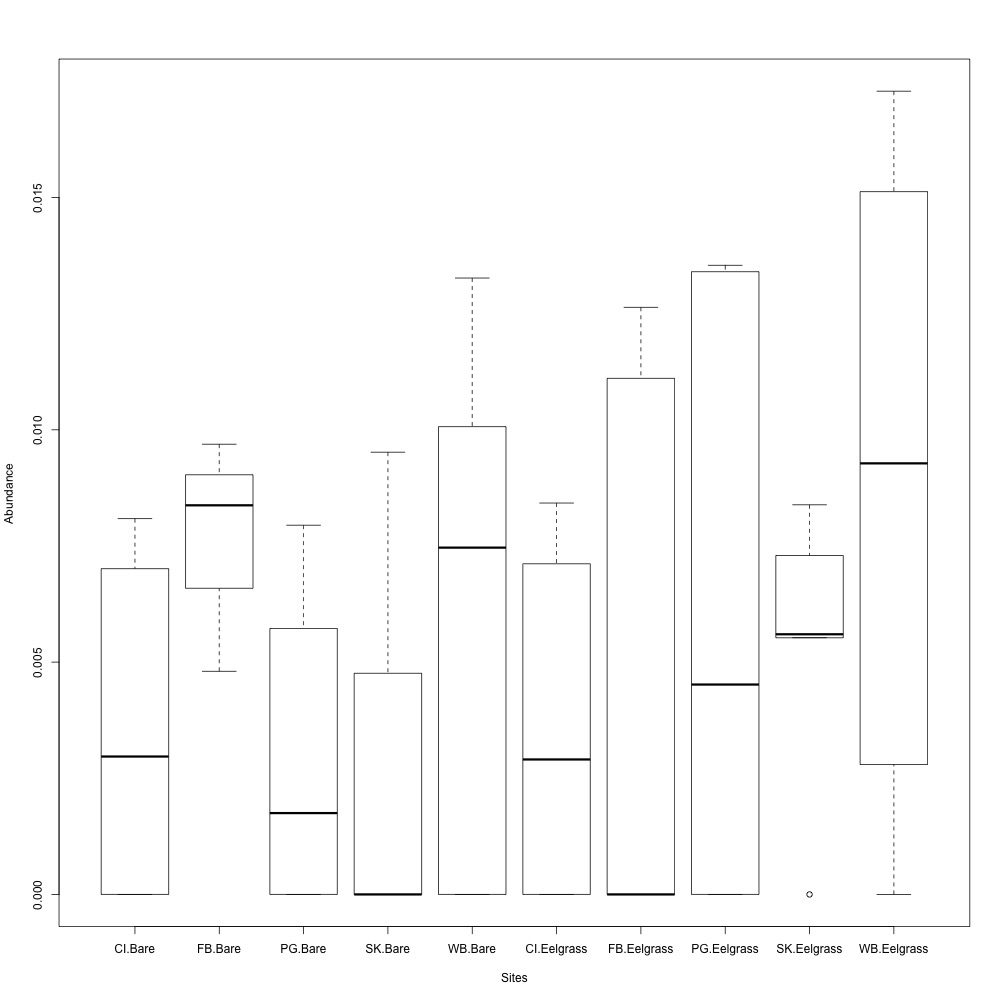 0.015
0.010
0.005
0.000
Abundance
CI.Bare FB.Bare PG.Bare SK.Bare WB.Bare CI.Eelgrass FB.Eelgrass PG.Eelgrass SK.Eelgrass WB.Eelgrass
Sites